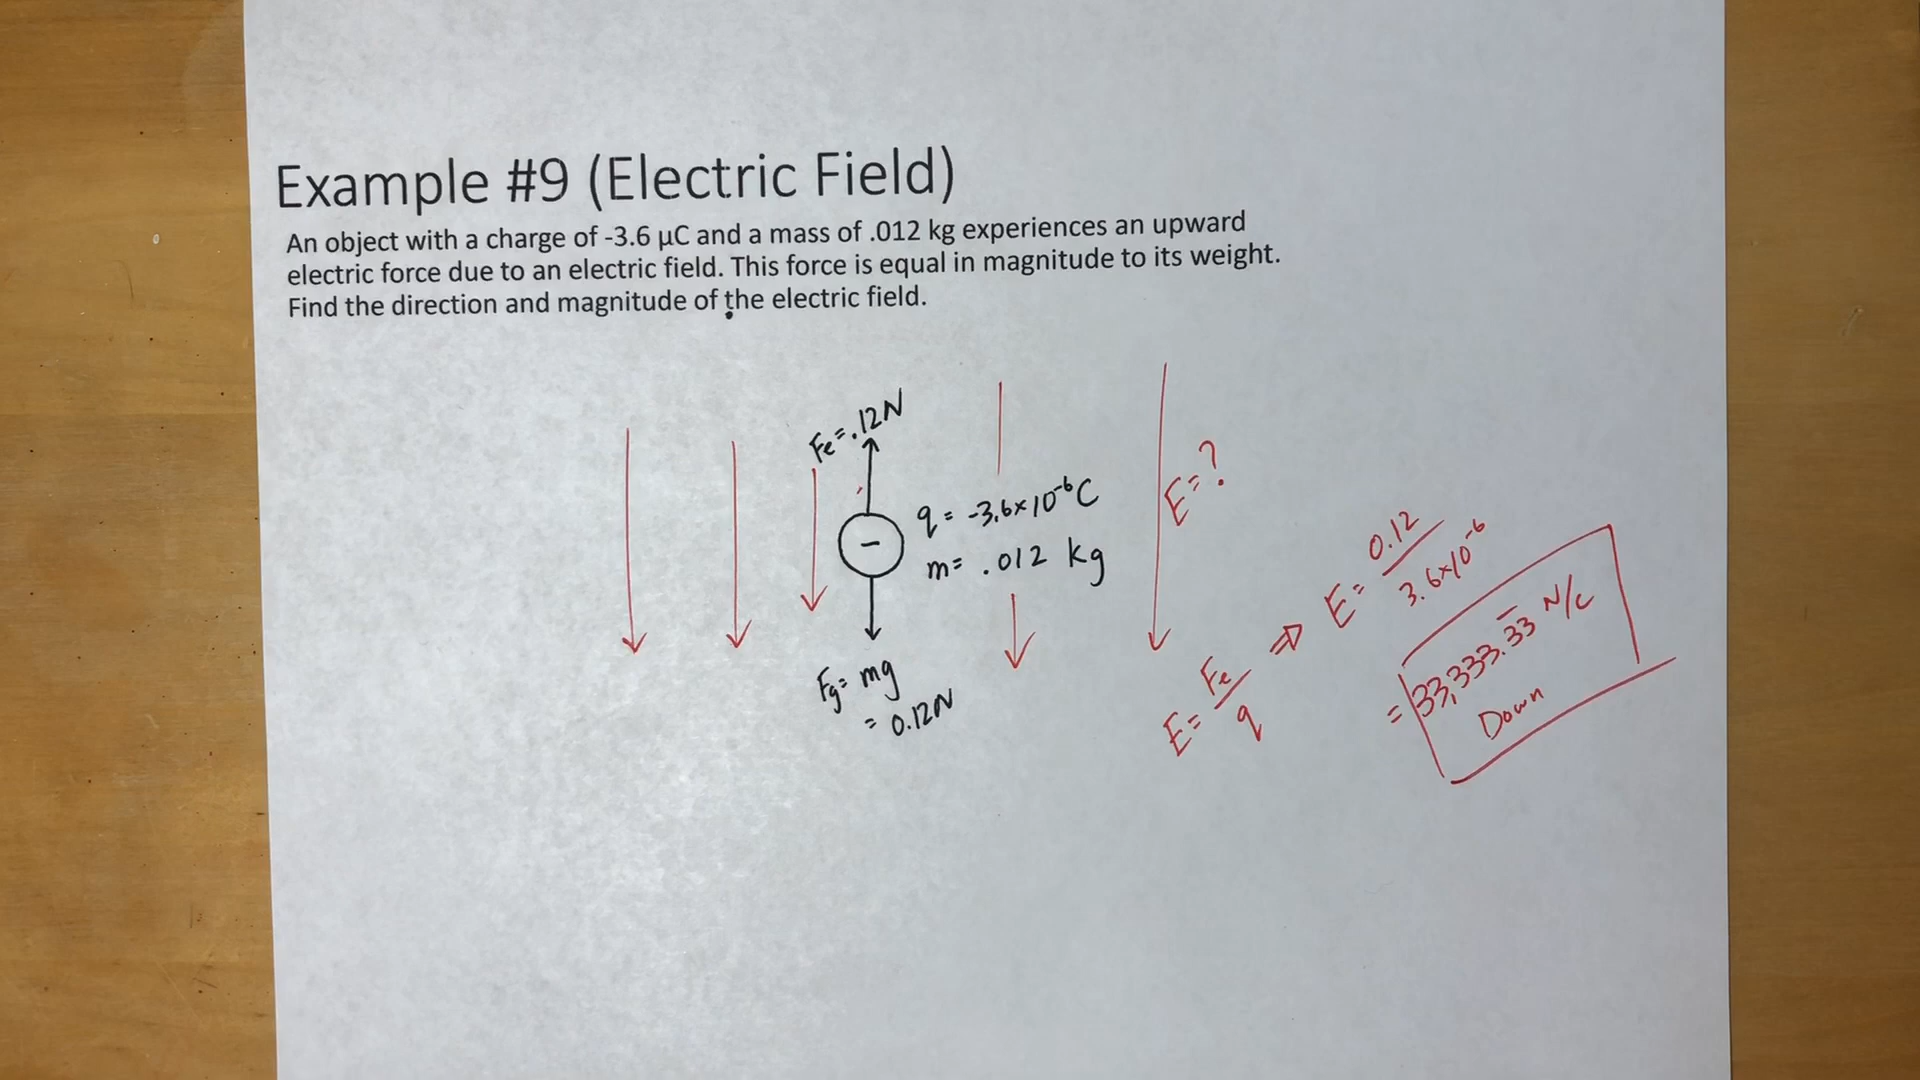 Example #9 (Electric Field)
An object with a charge of -3.6 μC and a mass of .012 kg experiences an upward
electric force due to an electric field. This force is equal in magnitude to its weight.
Find the direction and magnitude of the electric field.
Fe = .12N
q = -3.6×10⁻⁶C
m = .012 kg
−
Fg = mg
= 0.12N
E = ?
E = Fe/q ⇒ E = 0.12/3.6×10⁻⁶
= 33,333.3̅3̅ N/C
Down